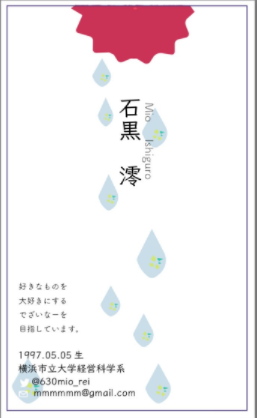 石黒 澪
Mio Ishiguro
好きなものを
大好きにする
でざいなーを
目指しています。
1997.05.05 生
横浜市立大学経営科学系
@630mio_rei
mmmmmm@gmail.com